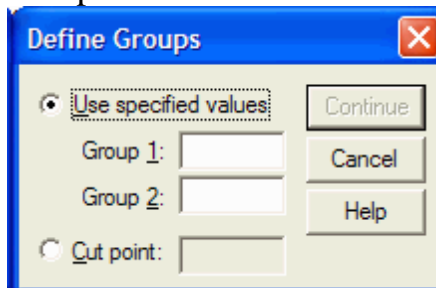 Define Groups
Use specified values
Continue
Group 1:
Cancel
Group 2:
Help
Cut point: